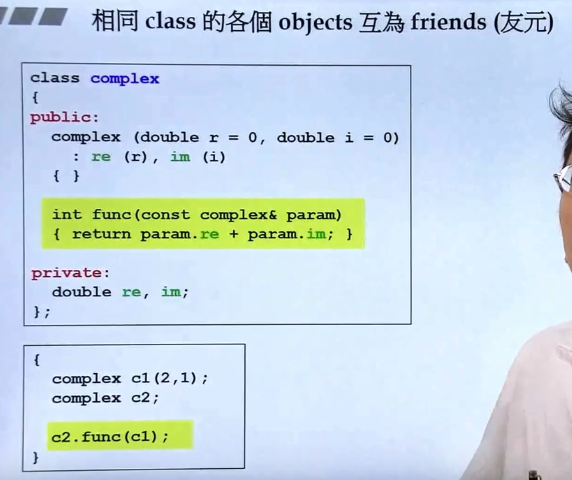 相同 class 的各個 objects 互為 friends (友元)
class complex
{
public:
complex (double r = 0, double i = 0)
: re (r), im (i)
{ }
int func(const complex& param)
{ return param.re + param.im; }
private:
double re, im;
};
{
complex c1(2,1);
complex c2;
c2.func(c1);
}